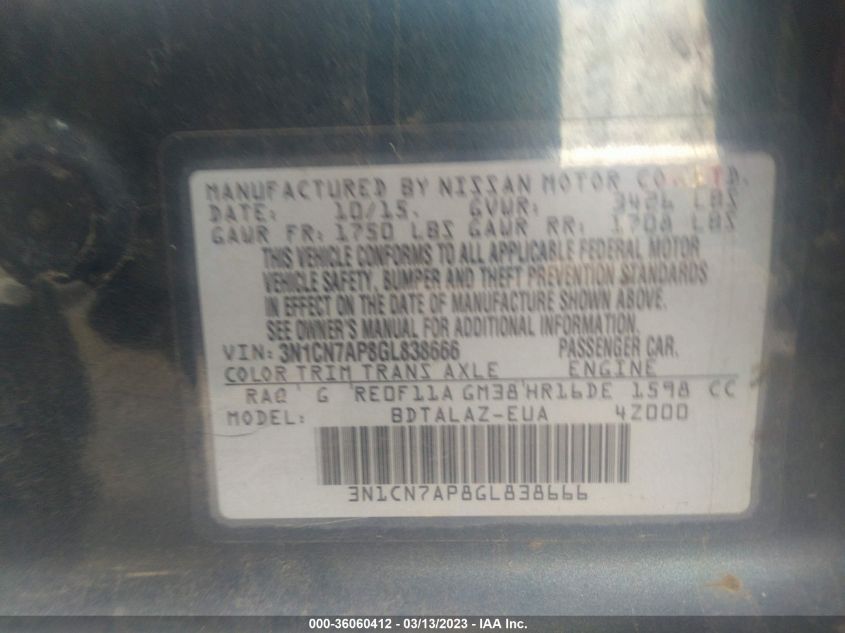 MANUFACTURED BY NISSAN MOTOR CO.,LTD.
DATE: 10/15. GVWR: 3426 LBS
GAWR FR: 1750 LBS GAWR RR: 1708 LBS
THIS VEHICLE CONFORMS TO ALL APPLICABLE FEDERAL MOTOR
VEHICLE SAFETY, BUMPER AND THEFT PREVENTION STANDARDS
IN EFFECT ON THE DATE OF MANUFACTURE SHOWN ABOVE.
SEE OWNER'S MANUAL FOR ADDITIONAL INFORMATION.
VIN: 3N1CN7AP8GL838666 PASSENGER CAR.
COLOR TRIM TRANS AXLE ENGINE
RAQ G RE0F11A GM38 HR16DE 1598 CC
MODEL: BDTALAZ-EUA 4Z000
3N1CN7AP8GL838666
000-36060412 - 03/13/2023 - IAA Inc.